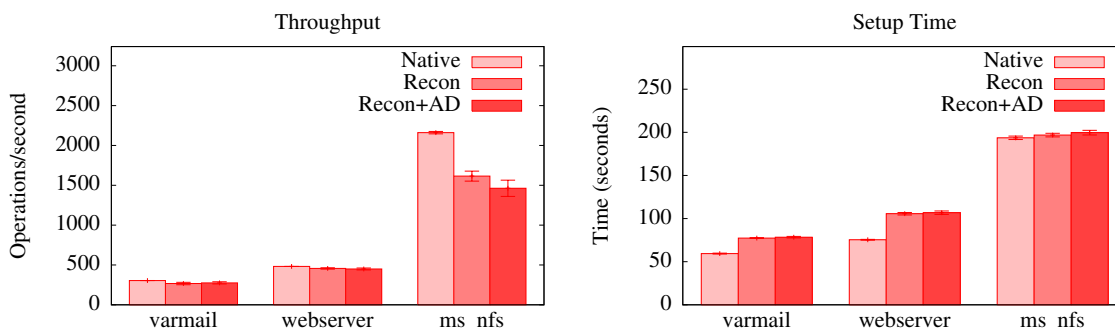 Throughput
Operations/second
3000
2500
2000
1500
1000
500
0
Native
Recon
Recon+AD
varmail
webserver
ms_nfs
Setup Time
Time (seconds)
250
200
150
100
50
0
Native
Recon
Recon+AD
varmail
webserver
ms_nfs